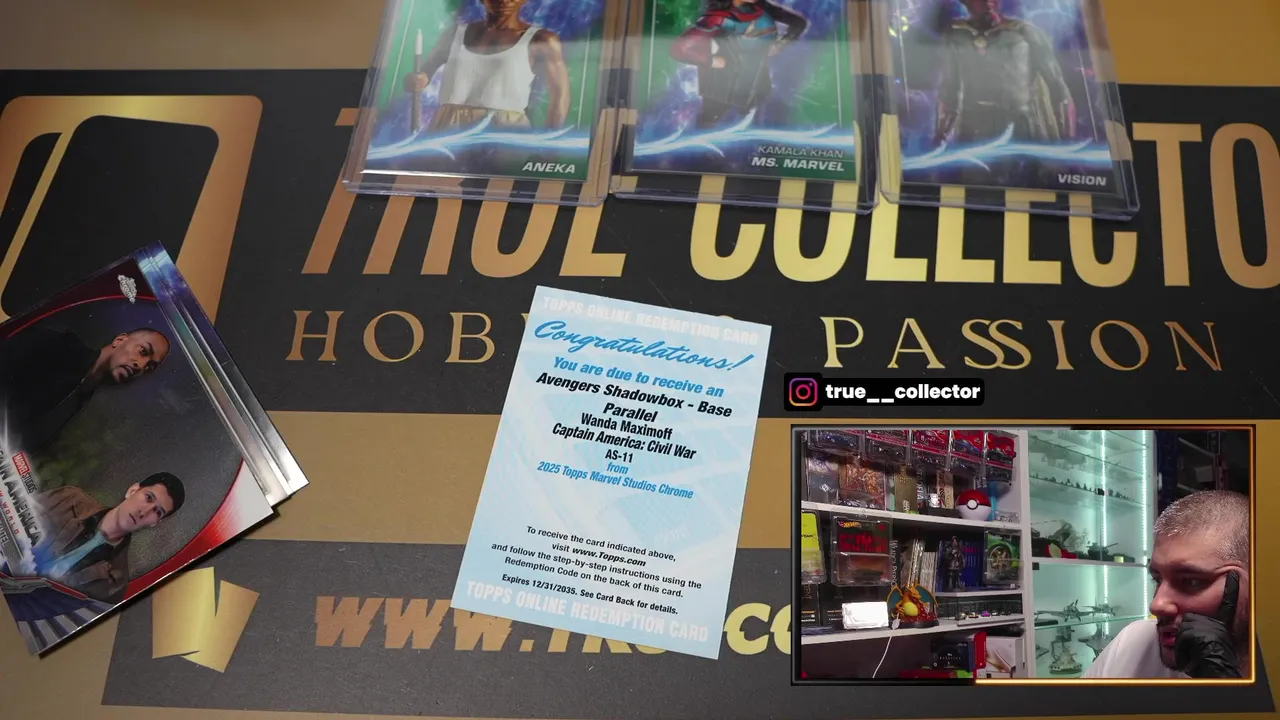 ANEKA
KAMALA KHAN
MS. MARVEL
VISION
TRUE COLLECTO
HOB
PASSION
TOPPS ONLINE REDEMPTION CARD
Congratulations!
You are due to receive an
Avengers Shadowbox - Base
Parallel
Wanda Maximoff
Captain America: Civil War
AS-11
from
2025 Topps Marvel Studios Chrome
To receive the card indicated above,
visit www.Topps.com
and follow the step-by-step instructions using the
Redemption Code on the back of this card.
Expires 12/31/2035. See Card Back for details.
TOPPS ONLINE REDEMPTION CARD
true__collector
MARVEL STUDIOS
WWW.TRU